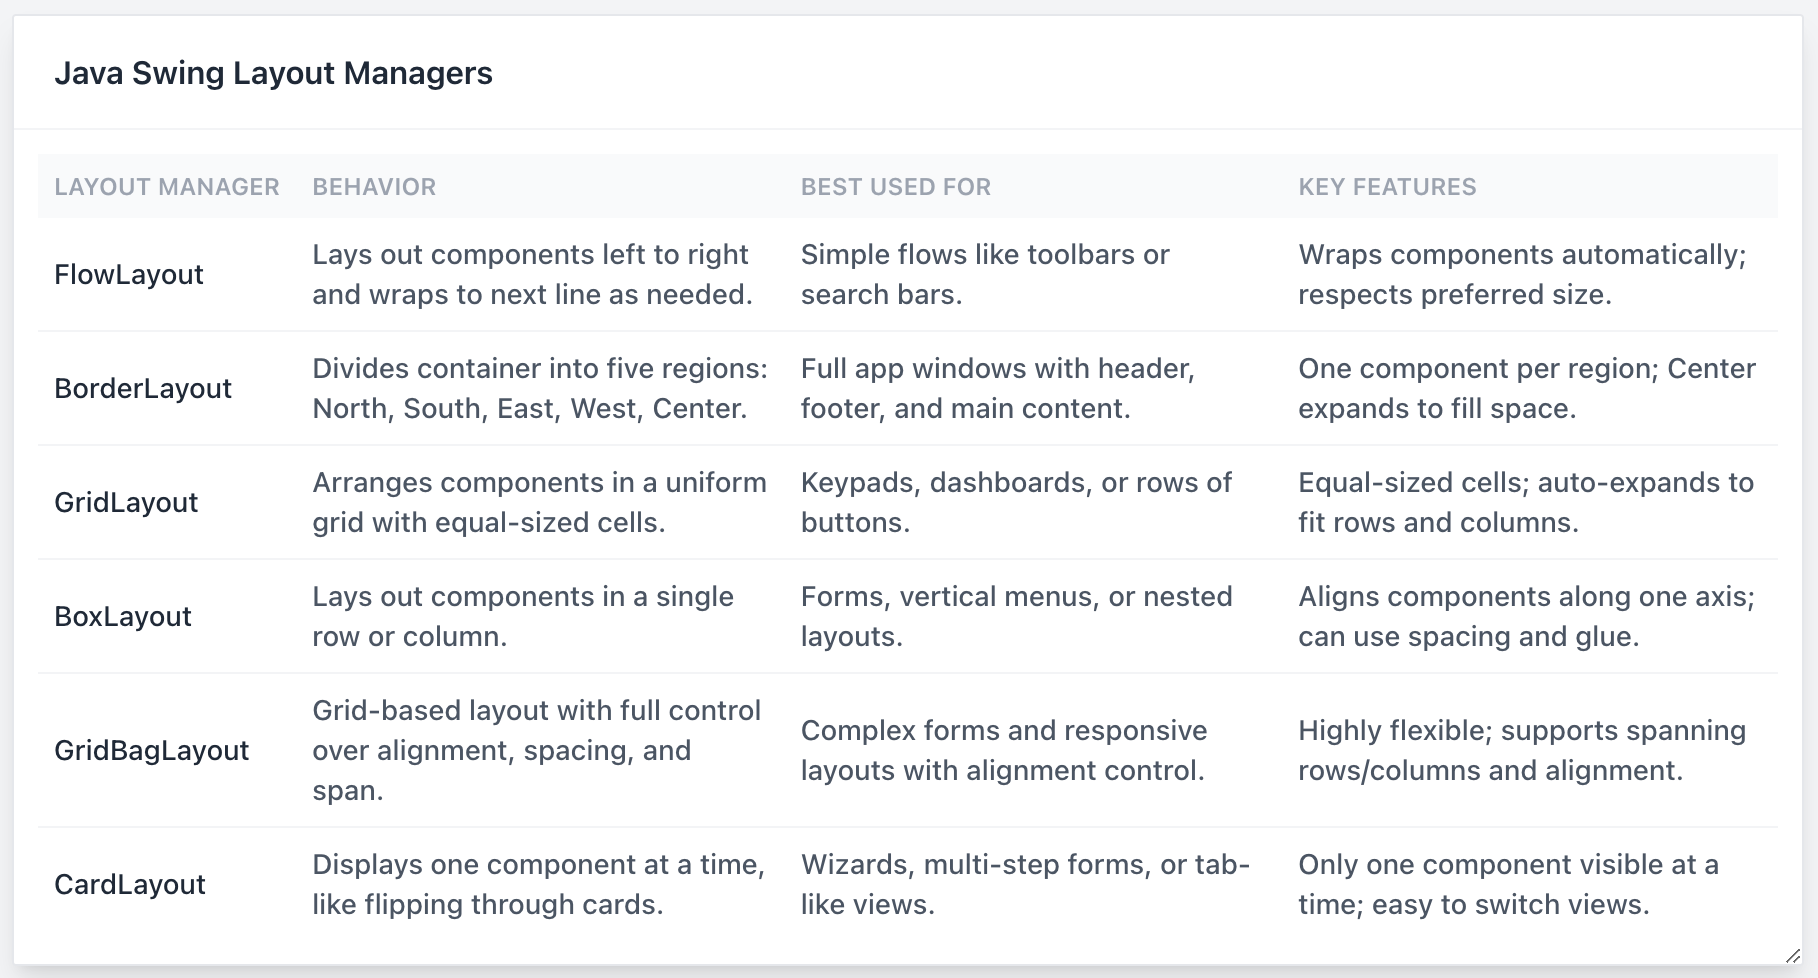 Java Swing Layout Managers
LAYOUT MANAGER BEHAVIOR BEST USED FOR KEY FEATURES
FlowLayout
Lays out components left to right
and wraps to next line as needed.
Simple flows like toolbars or
search bars.
Wraps components automatically;
respects preferred size.
BorderLayout
Divides container into five regions:
North, South, East, West, Center.
Full app windows with header,
footer, and main content.
One component per region; Center
expands to fill space.
GridLayout
Arranges components in a uniform
grid with equal-sized cells.
Keypads, dashboards, or rows of
buttons.
Equal-sized cells; auto-expands to
fit rows and columns.
BoxLayout
Lays out components in a single
row or column.
Forms, vertical menus, or nested
layouts.
Aligns components along one axis;
can use spacing and glue.
GridBagLayout
Grid-based layout with full control
over alignment, spacing, and
span.
Complex forms and responsive
layouts with alignment control.
Highly flexible; supports spanning
rows/columns and alignment.
CardLayout
Displays one component at a time,
like flipping through cards.
Wizards, multi-step forms, or tab-
like views.
Only one component visible at a
time; easy to switch views.